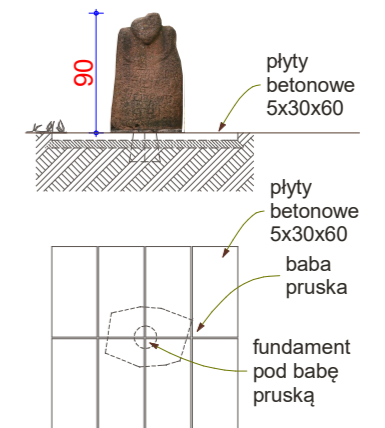 90
płyty
betonowe
5x30x60
płyty
betonowe
5x30x60
baba
pruska
fundament
pod babę
pruską